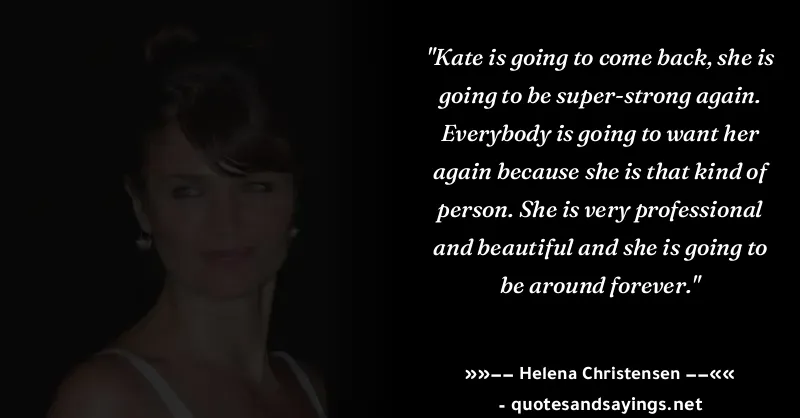 "Kate is going to come back, she is
going to be super-strong again.
Everybody is going to want her
again because she is that kind of
person. She is very professional
and beautiful and she is going to
be around forever."
»»−− Helena Christensen −−««
- quotesandsayings.net